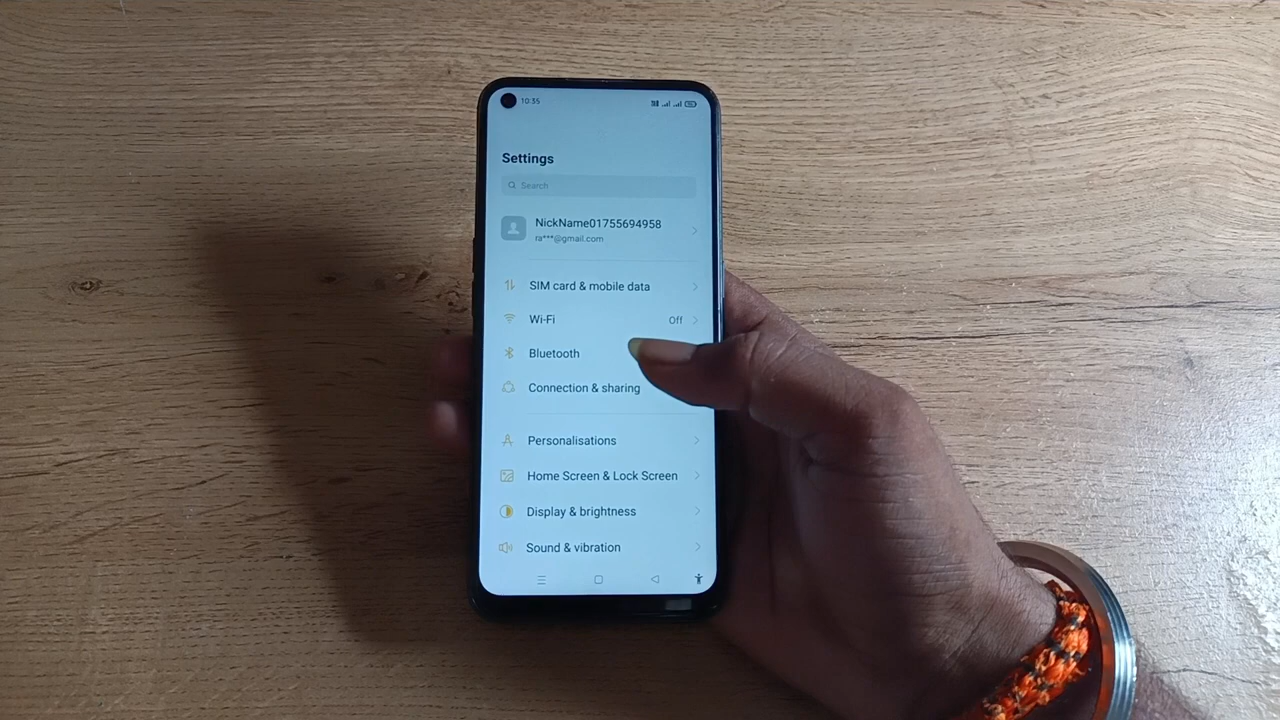 10:35
Settings
Search
NickName01755694958
ra***@gmail.com
SIM card & mobile data
Wi-Fi Off
Bluetooth
Connection & sharing
Personalisations
Home Screen & Lock Screen
Display & brightness
Sound & vibration